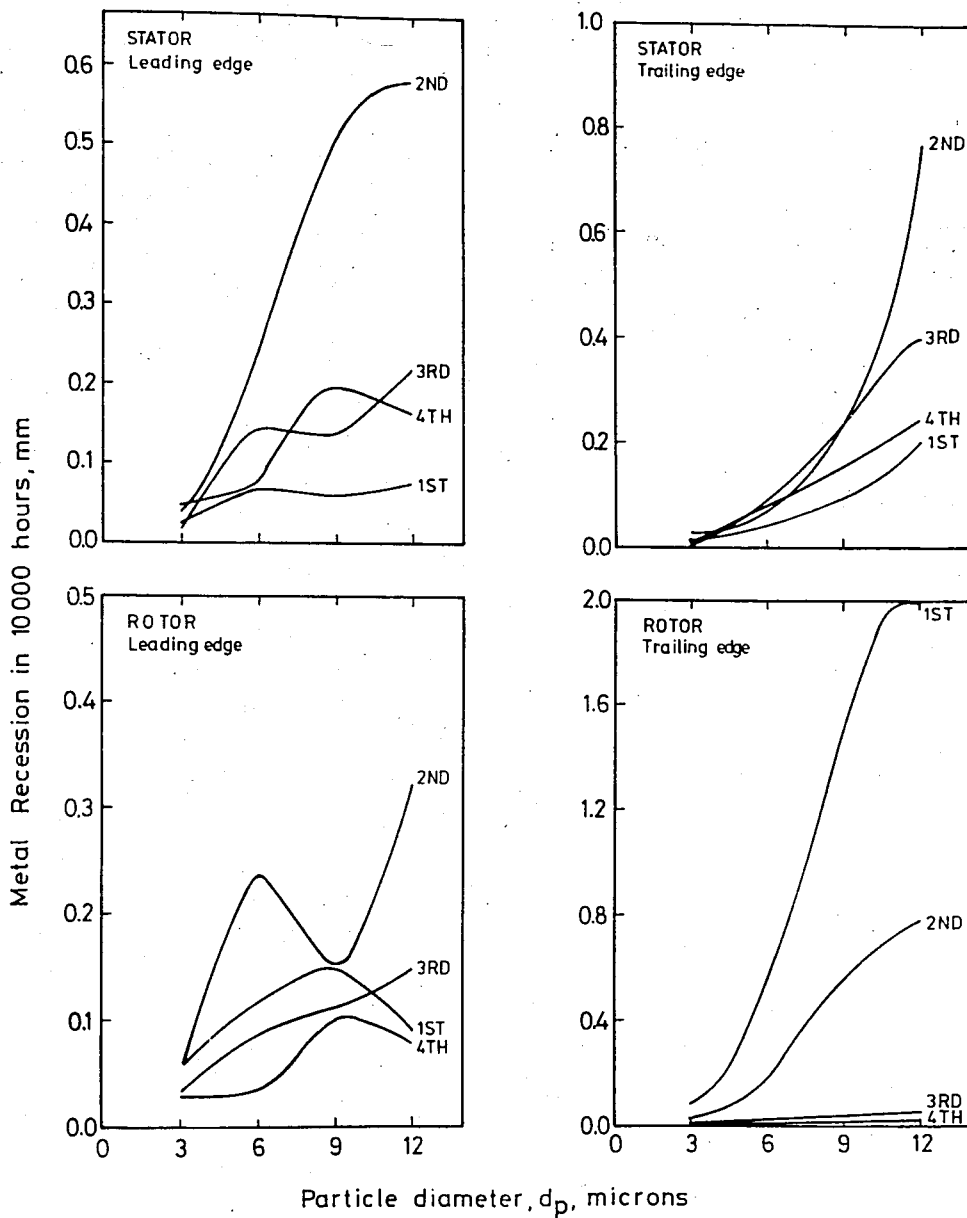 Metal Recession in 10000 hours, mm
STATOR
Leading edge
0.6
0.5
0.4
0.3
0.2
0.1
0.0
2ND
3RD
4TH
1ST
STATOR
Trailing edge
1.0
0.8
0.6
0.4
0.2
0.0
2ND
3RD
4TH
1ST
ROTOR
Leading edge
0.5
0.4
0.3
0.2
0.1
0.0
2ND
3RD
1ST
4TH
0 3 6 9 12
ROTOR
Trailing edge
2.0
1.6
1.2
0.8
0.4
0.0
1ST
2ND
3RD
4TH
0 3 6 9 12
Particle diameter, dp, microns